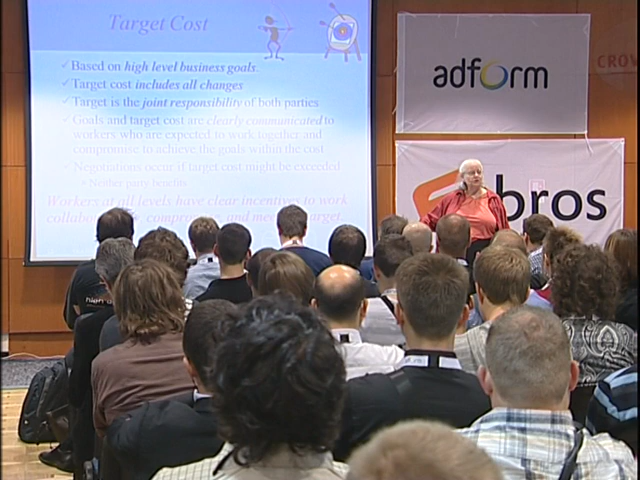 Target Cost
Based on high level business goals.
Target cost includes all changes
Target is the joint responsibility of both parties
Goals and target cost are clearly communicated to
workers who are expected to work together and
compromise to achieve the goals within the cost
Negotiations occur if target cost might be exceeded
Neither party benefits
Workers at all levels have clear incentives to work
target.
adform
CROW
bros